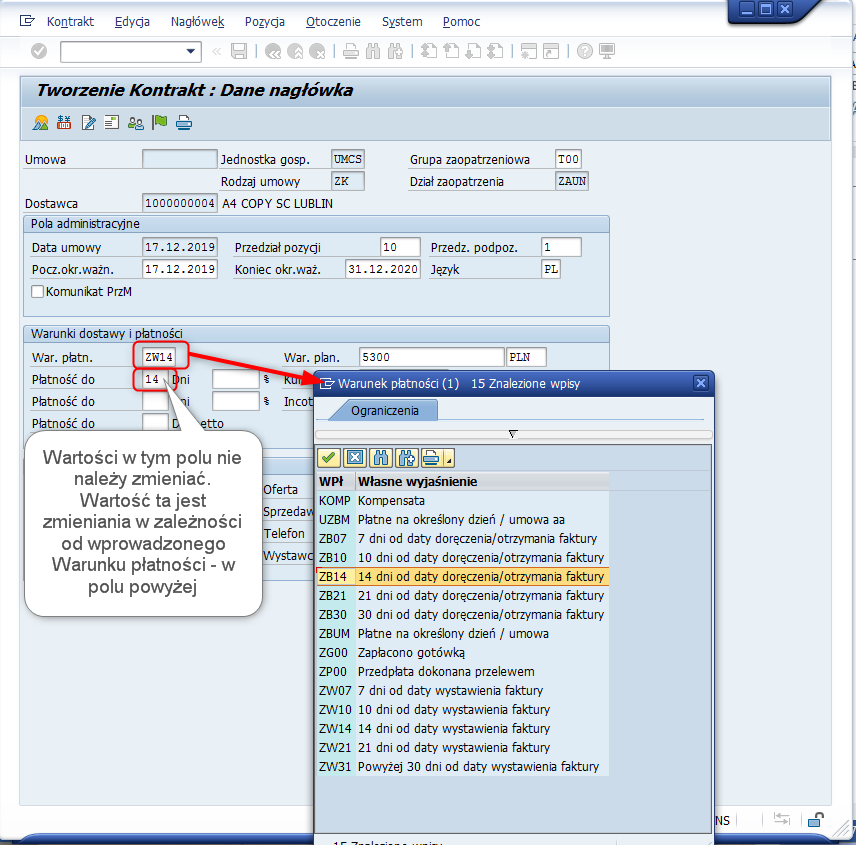 Kontrakt Edycja Nagłówek Pozycja Otoczenie System Pomoc
Tworzenie Kontrakt : Dane nagłówka
Umowa Jednostka gosp. UMCS Grupa zaopatrzeniowa T00
Rodzaj umowy ZK Dział zaopatrzenia ZAUN
Dostawca 1000000004 A4 COPY SC LUBLIN
Pola administracyjne
Data umowy 17.12.2019 Przedział pozycji 10 Przedz. podpoz. 1
Pocz.okr.ważn. 17.12.2019 Koniec okr.waż. 31.12.2020 Język PL
Komunikat PrzM
Warunki dostawy i płatności
War. płatn. ZW14 War. plan. 5300 PLN
Płatność do 14 Dni %
Płatność do %
Płatność do
Oferta
Telefon
Wartości w tym polu nie
należy zmieniać.
Wartość ta jest
zmieniania w zależności
od wprowadzonego
Warunku płatności - w
polu powyżej
Warunek płatności (1) 15 Znalezione wpisy
Ograniczenia
WPł Własne wyjaśnienie
KOMP Kompensata
UZBM Płatne na określony dzień / umowa aa
ZB07 7 dni od daty doręczenia/otrzymania faktury
ZB10 10 dni od daty doręczenia/otrzymania faktury
ZB14 14 dni od daty doręczenia/otrzymania faktury
ZB21 21 dni od daty doręczenia/otrzymania faktury
ZB30 30 dni od daty doręczenia/otrzymania faktury
ZBUM Płatne na określony dzień / umowa
ZG00 Zapłacono gotówką
ZP00 Przedpłata dokonana przelewem
ZW07 7 dni od daty wystawienia faktury
ZW10 10 dni od daty wystawienia faktury
ZW14 14 dni od daty wystawienia faktury
ZW21 21 dni od daty wystawienia faktury
ZW31 Powyżej 30 dni od daty wystawienia faktury
15 Znalezione wpisy